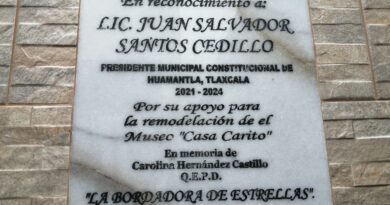 En reconocimiento a:
LIC. JUAN SALVADOR
SANTOS CEDILLO
PRESIDENTE MUNICIPAL CONSTITUCIONAL DE
HUAMANTLA, TLAXCALA
2021 - 2024
Por su apoyo para
la remodelación de el
Museo "Casa Carito"
En memoria de
Carolina Hernández Castillo
Q.E.P.D.
"LA BORDADORA DE ESTRELLAS".